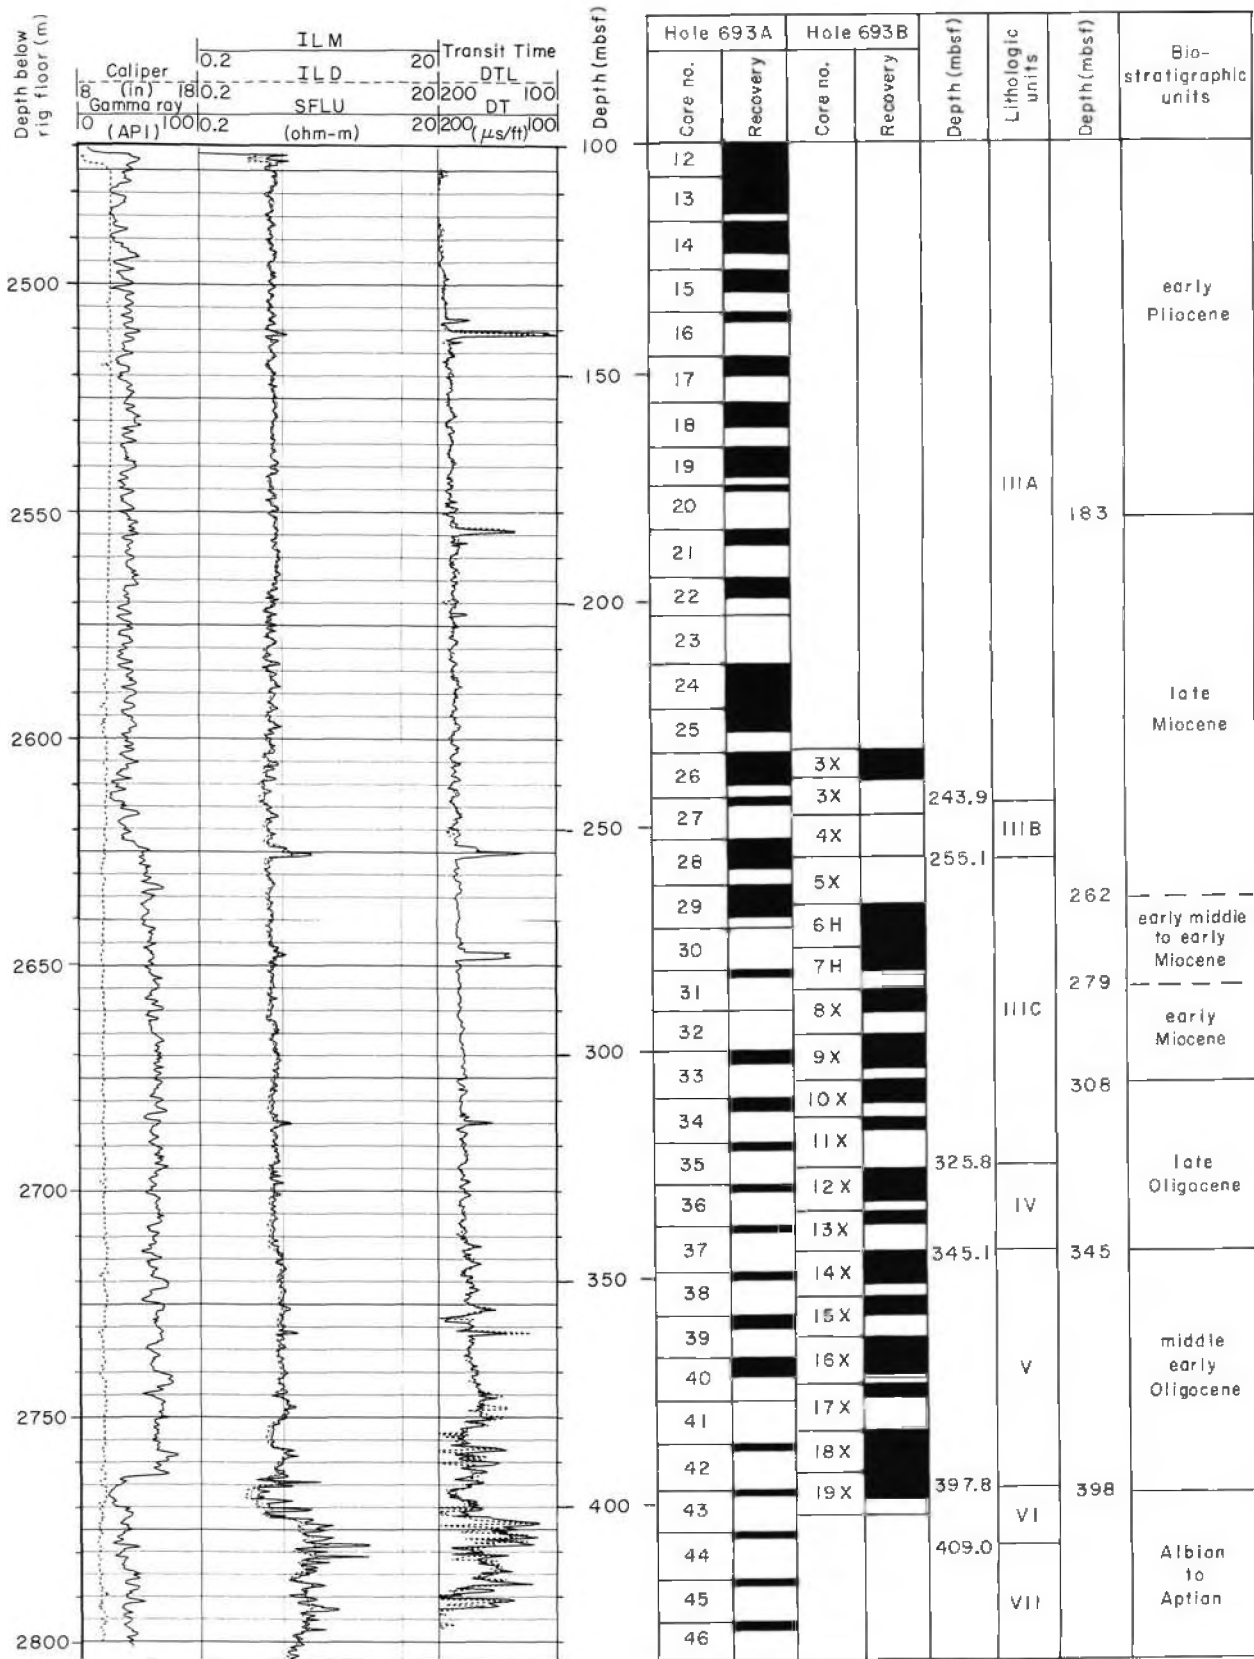 Depth below
rig floor (m)
Caliper
8 (in) 18
Gamma ray
0 (API) 100
ILM
0.2 20
ILD
0.2 20
SFLU
0.2 (ohm-m) 20
Transit Time
DTL
200 100
DT
200 (μs/ft) 100
Depth (mbsf)
Hole 693A
Hole 693B
Core no.
Recovery
Core no.
Recovery
Depth (mbsf)
Lithologic
units
Depth (mbsf)
Bio-
stratigraphic
units
2500
2550
2600
2650
2700
2750
2800
100
150
200
250
300
350
400
12
13
14
15
16
17
18
19
20
21
22
23
24
25
26
27
28
29
30
31
32
33
34
35
36
37
38
39
40
41
42
43
44
45
46
3X
3X
4X
5X
6H
7H
8X
9X
10X
11X
12X
13X
14X
15X
16X
17X
18X
19X
243.9
255.1
325.8
345.1
397.8
409.0
IIIA
IIIB
IIIC
IV
V
VI
VII
183
262
279
308
345
398
early
Pliocene
late
Miocene
early middle
to early
Miocene
early
Miocene
late
Oligocene
middle
early
Oligocene
Albian
to
Aptian